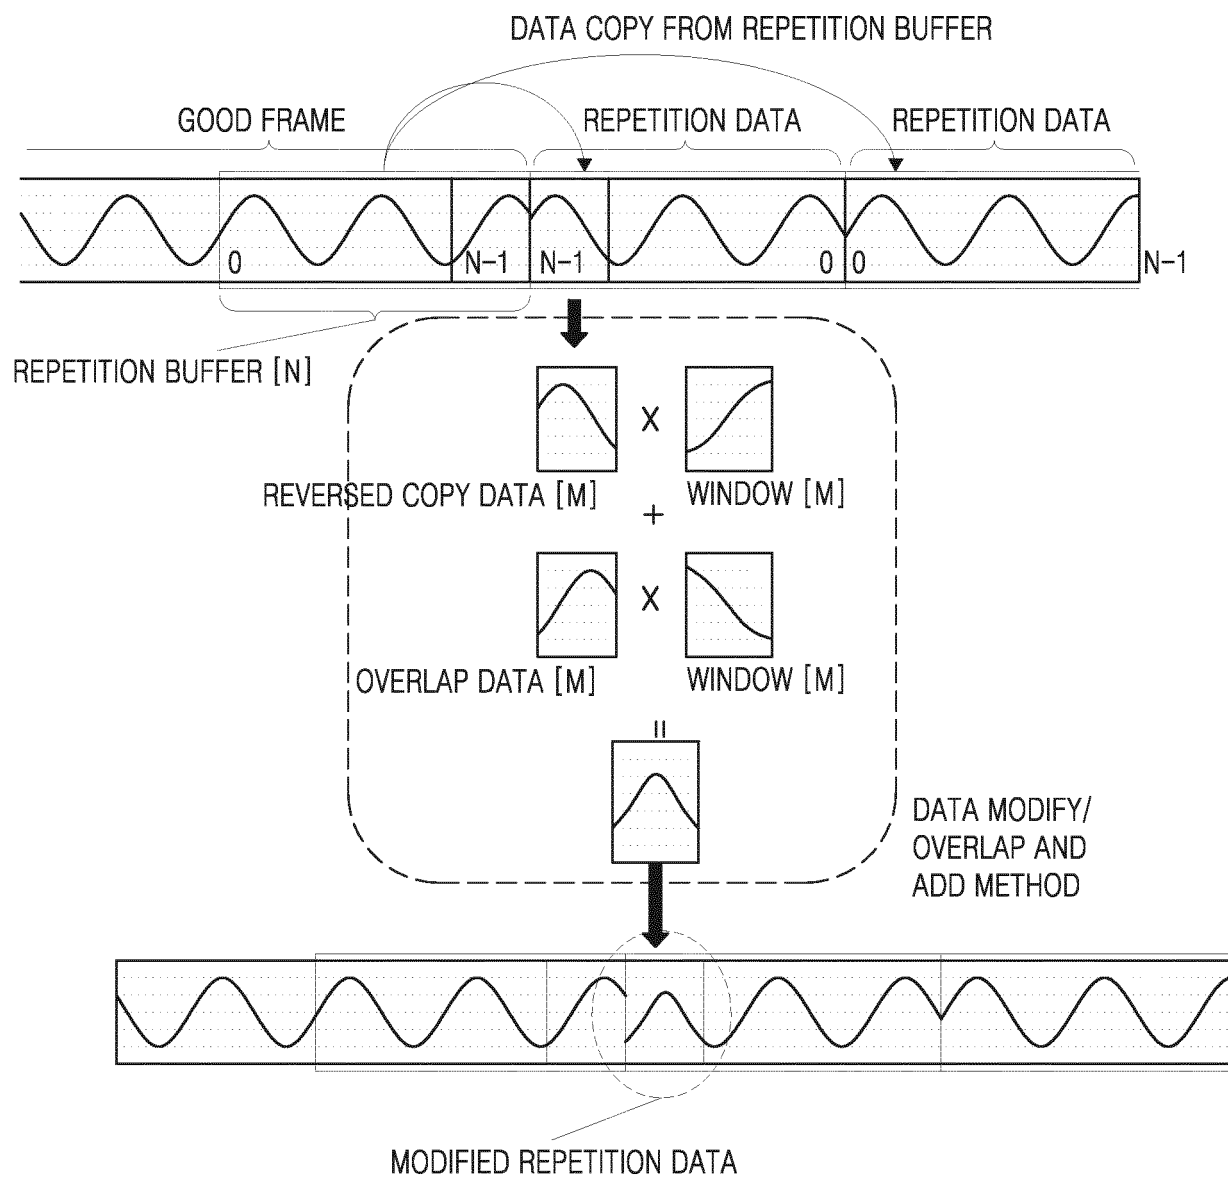 DATA COPY FROM REPETITION BUFFER
GOOD FRAME
REPETITION DATA
REPETITION DATA
0
N-1
N-1
0
0
N-1
REPETITION BUFFER [N]
X
REVERSED COPY DATA [M]
WINDOW [M]
+
X
OVERLAP DATA [M]
WINDOW [M]
=
DATA MODIFY/
OVERLAP AND
ADD METHOD
MODIFIED REPETITION DATA